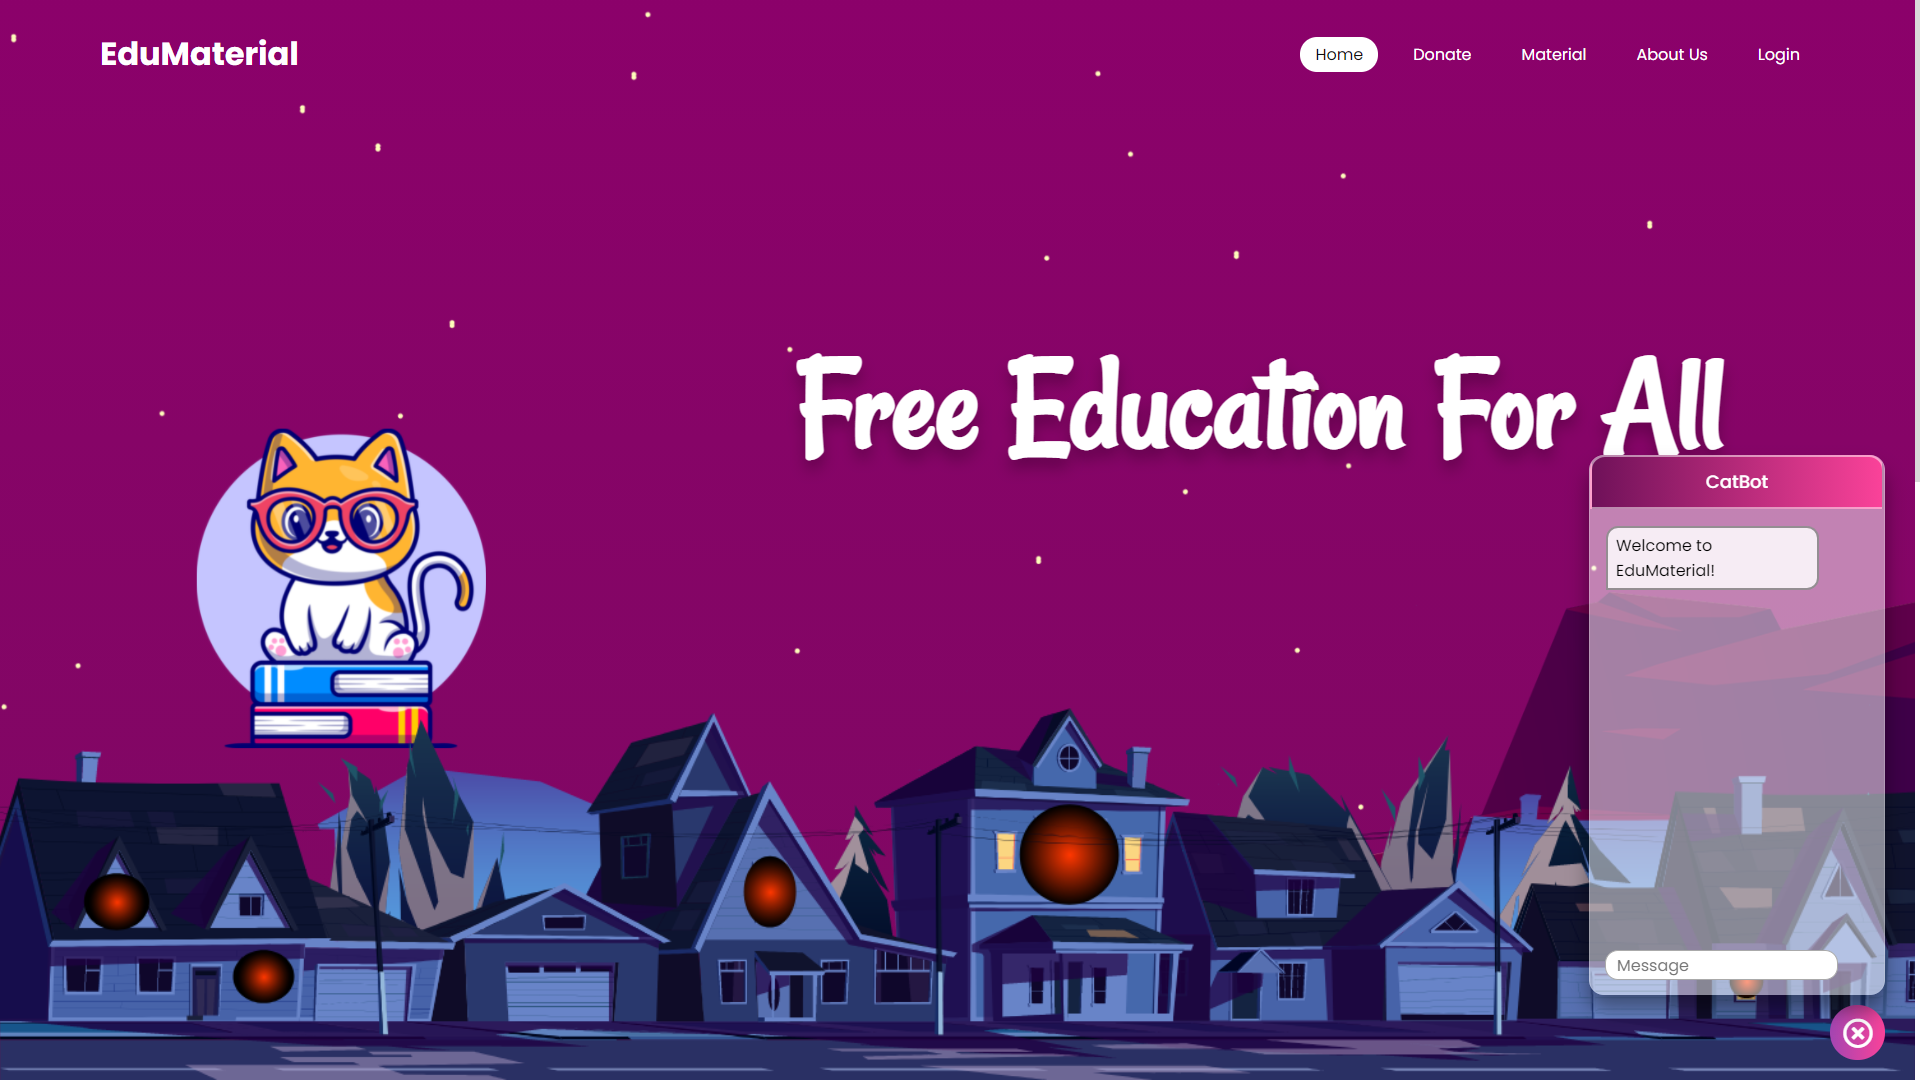 EduMaterial
Home
Donate
Material
About Us
Login
Free Education For All
CatBot
Welcome to
EduMaterial!
Message